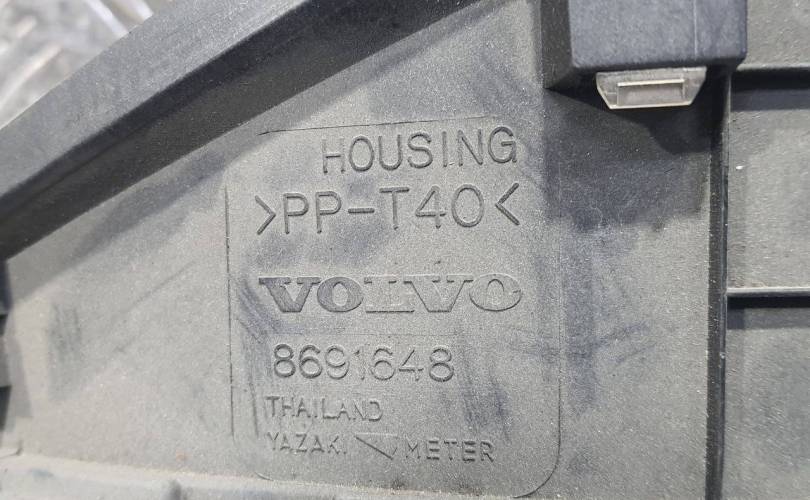 HOUSING
>PP-T40<
VOLVO
8691648
THAILAND
YAZAKI METER